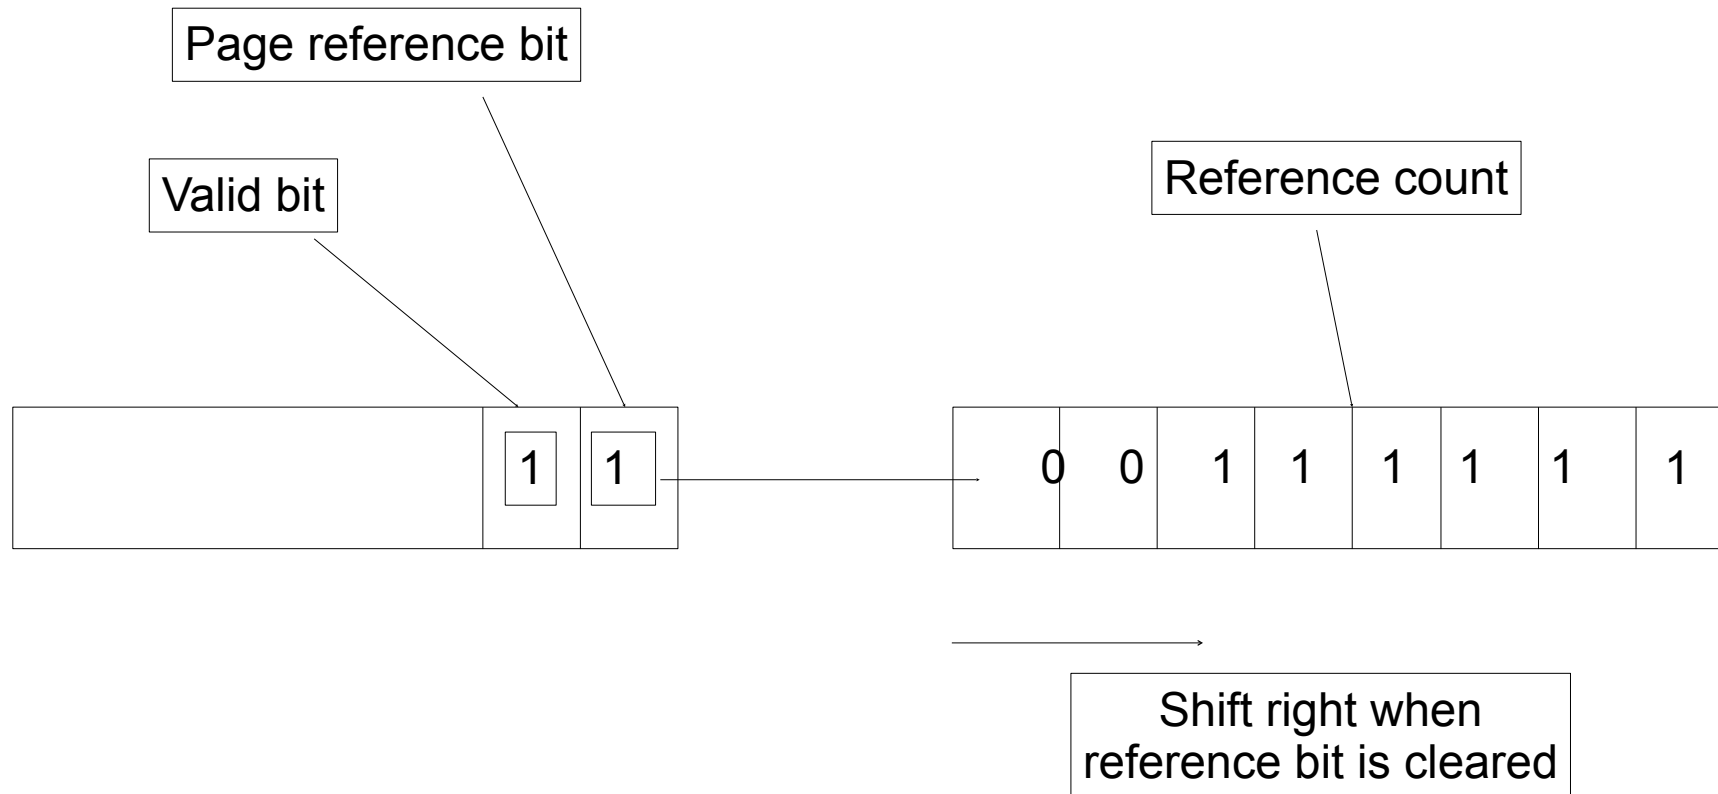 Page reference bit
Valid bit
Reference count
1 1
0 0 1 1 1 1 1 1
Shift right when
reference bit is cleared